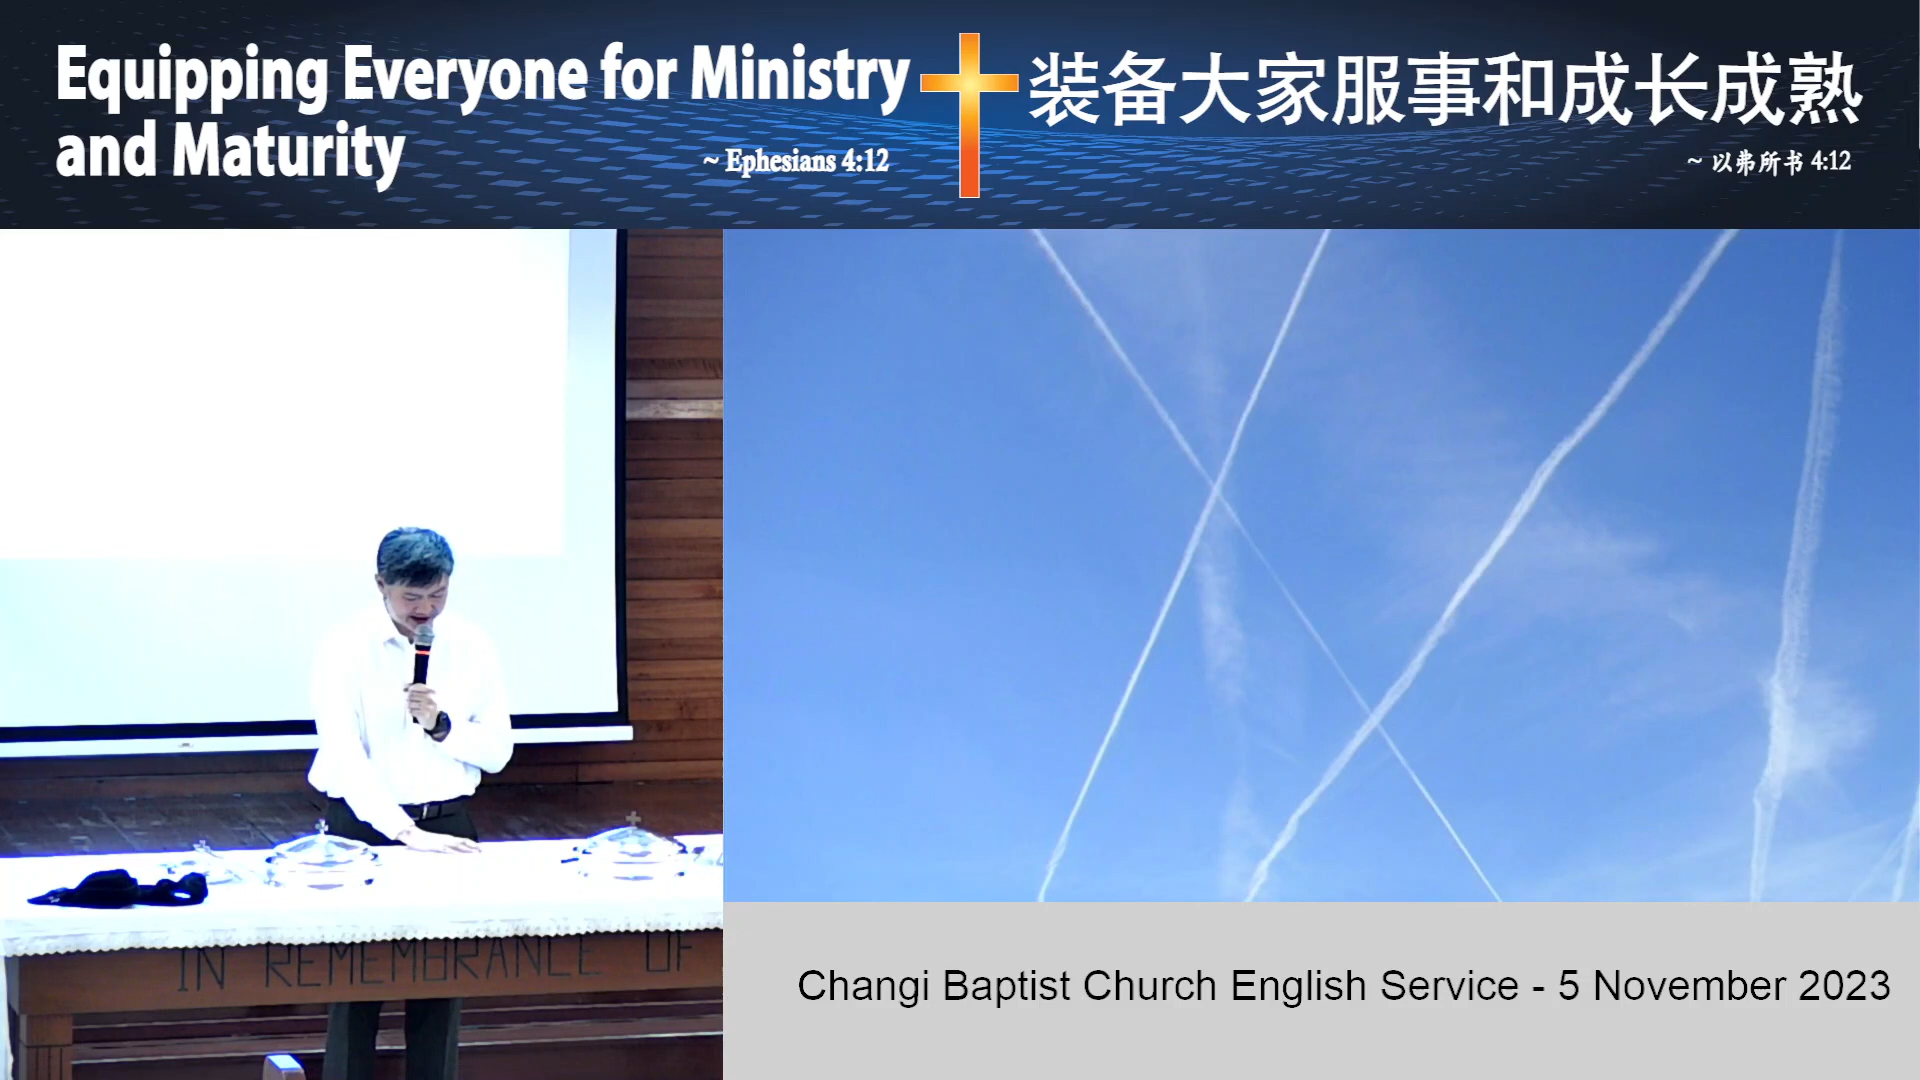 Equipping Everyone for Ministry
and Maturity
~ Ephesians 4:12
装备大家服事和成长成熟
~ 以弗所书 4:12
IN REMEMBRANCE OF
Changi Baptist Church English Service - 5 November 2023